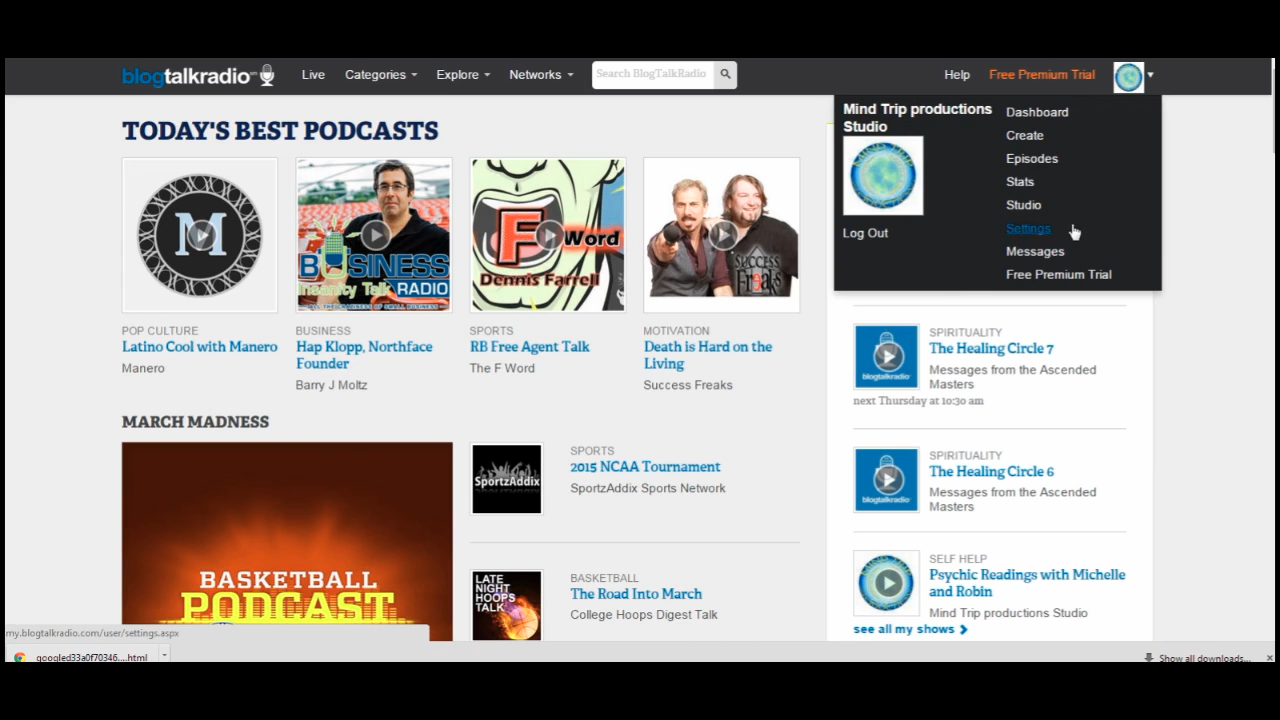 blogtalkradio
Live
Categories
Explore
Networks
Search BlogTalkRadio
Help
Free Premium Trial
Mind Trip productions
Studio
Log Out
Dashboard
Create
Episodes
Stats
Studio
Settings
Messages
Free Premium Trial
TODAY'S BEST PODCASTS
M
BUSINESS
Insanity Talk RADIO
F Word
Dennis Farrell
SUCCESS
FREAKS
POP CULTURE
Latino Cool with Manero
Manero
BUSINESS
Hap Klopp, Northface
Founder
Barry J Moltz
SPORTS
RB Free Agent Talk
The F Word
MOTIVATION
Death is Hard on the
Living
Success Freaks
MARCH MADNESS
BASKETBALL
PODCAST
SportzAddix
SPORTS
2015 NCAA Tournament
SportzAddix Sports Network
LATE
NIGHT
HOOPS
TALK
BASKETBALL
The Road Into March
College Hoops Digest Talk
blogtalkradio
SPIRITUALITY
The Healing Circle 7
Messages from the Ascended
Masters
next Thursday at 10:30 am
blogtalkradio
SPIRITUALITY
The Healing Circle 6
Messages from the Ascended
Masters
SELF HELP
Psychic Readings with Michelle
and Robin
Mind Trip productions Studio
see all my shows
my.blogtalkradio.com/user/settings.aspx
googled33a0f70346....html
Show all downloads...